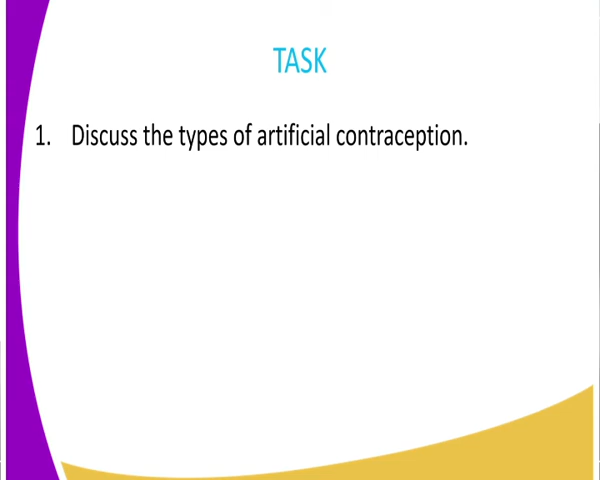 TASK
1. Discuss the types of artificial contraception.